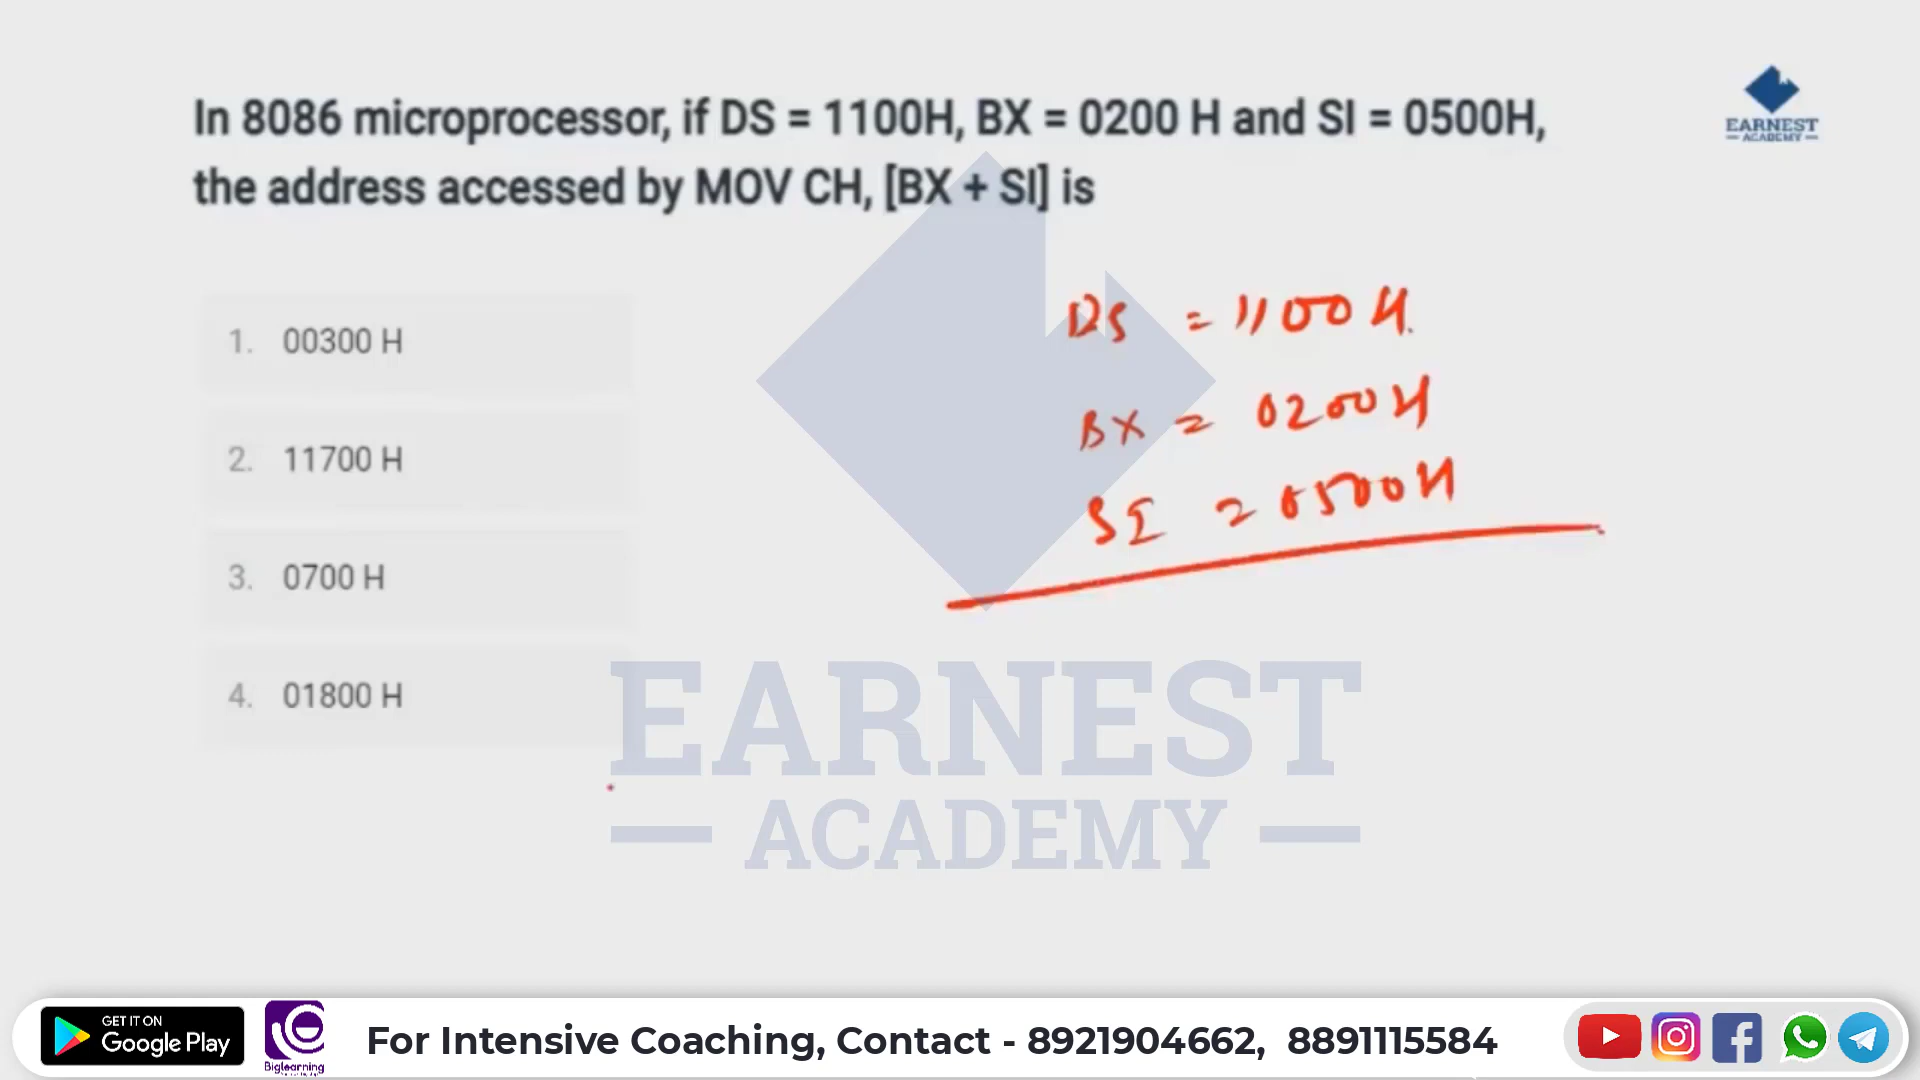 In 8086 microprocessor, if DS = 1100H, BX = 0200 H and SI = 0500H,
the address accessed by MOV CH, [BX + SI] is
EARNEST
ACADEMY
1. 00300 H
2. 11700 H
3. 0700 H
4. 01800 H
DS = 1100H
BX = 0200H
SI = 0500H
EARNEST
ACADEMY
GET IT ON
Google Play
Biglearning
For Intensive Coaching, Contact - 8921904662, 8891115584